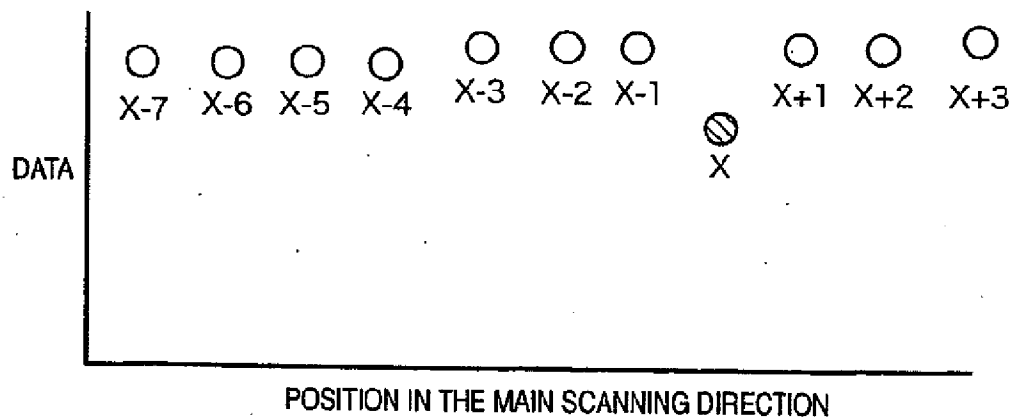 X-7 X-6 X-5 X-4 X-3 X-2 X-1 X X+1 X+2 X+3
DATA
POSITION IN THE MAIN SCANNING DIRECTION